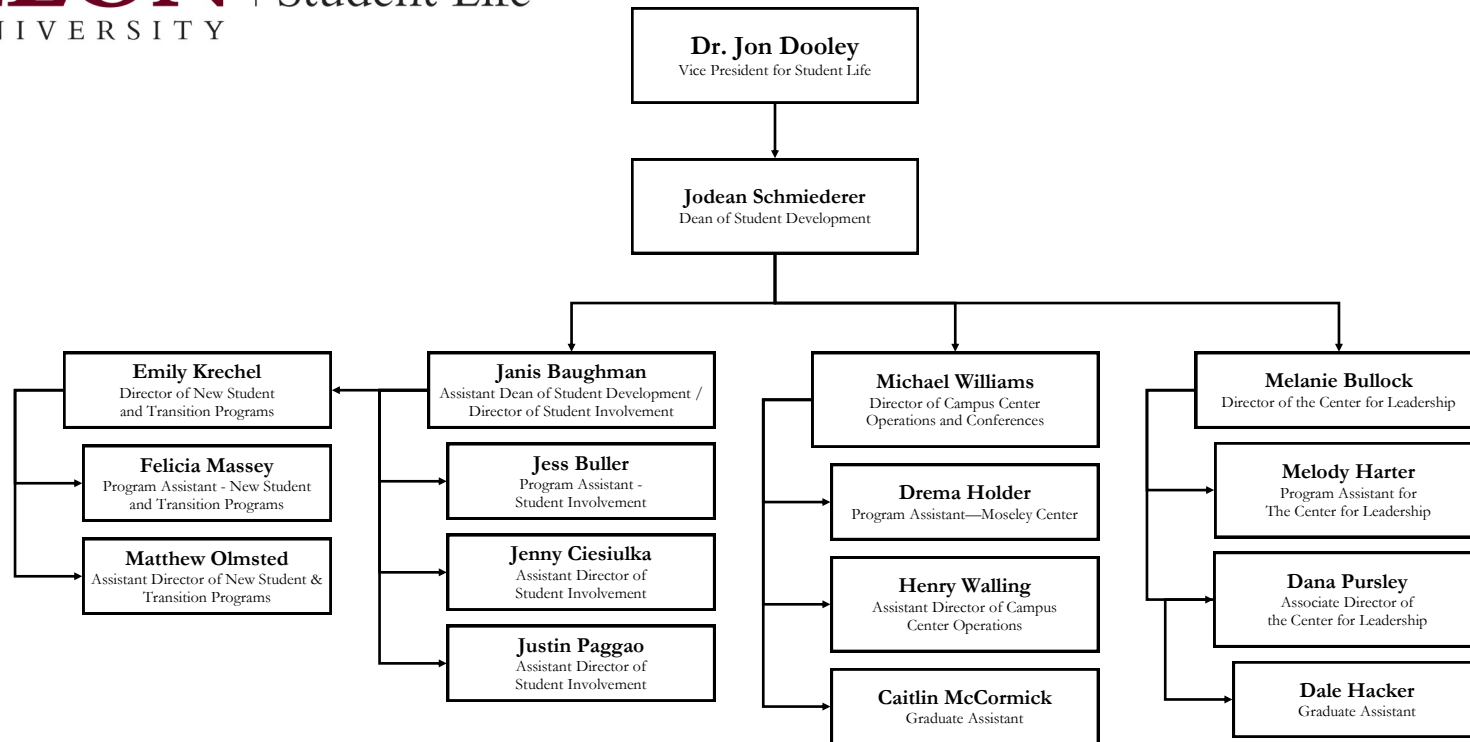 Student Life
NIVERSITY
Dr. Jon Dooley
Vice President for Student Life
Jodean Schmiederer
Dean of Student Development
Emily Krechel
Director of New Student
and Transition Programs
Felicia Massey
Program Assistant - New Student
and Transition Programs
Matthew Olmsted
Assistant Director of New Student &
Transition Programs
Janis Baughman
Assistant Dean of Student Development /
Director of Student Involvement
Jess Buller
Program Assistant -
Student Involvement
Jenny Ciesiulka
Assistant Director of
Student Involvement
Justin Paggao
Assistant Director of
Student Involvement
Michael Williams
Director of Campus Center
Operations and Conferences
Drema Holder
Program Assistant—Moseley Center
Henry Walling
Assistant Director of Campus
Center Operations
Caitlin McCormick
Graduate Assistant
Melanie Bullock
Director of the Center for Leadership
Melody Harter
Program Assistant for
The Center for Leadership
Dana Pursley
Associate Director of
the Center for Leadership
Dale Hacker
Graduate Assistant